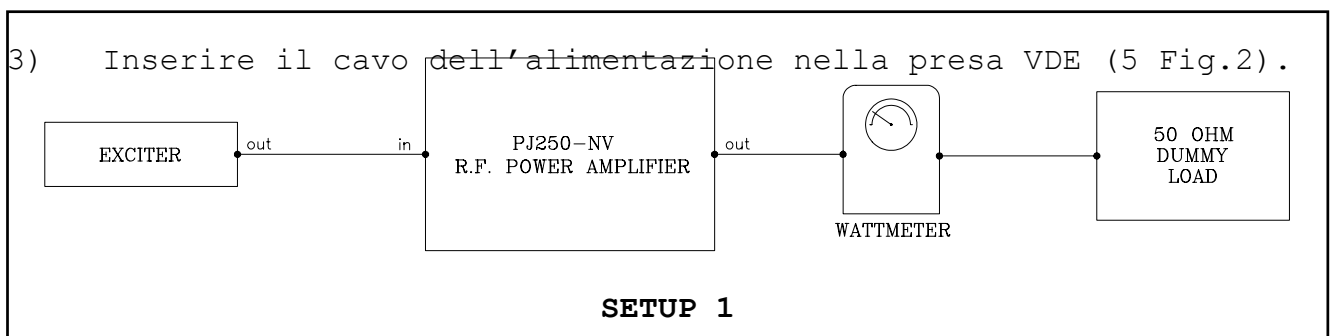 3) Inserire il cavo dell'alimentazione nella presa VDE (5 Fig.2).
EXCITER
out
in
PJ250-NV
R.F. POWER AMPLIFIER
out
WATTMETER
50 OHM
DUMMY
LOAD
SETUP 1